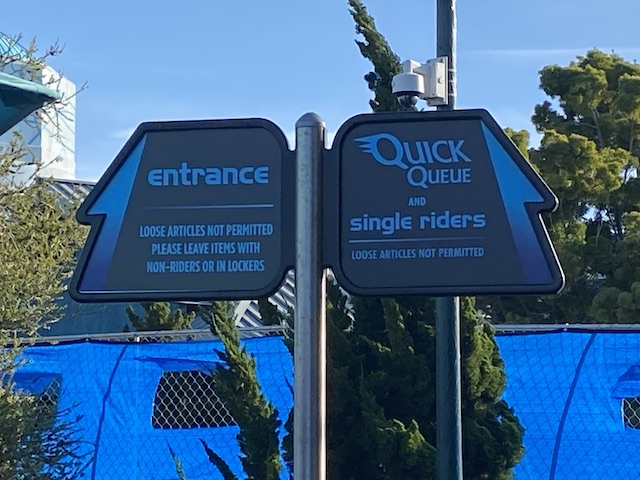 entrance
LOOSE ARTICLES NOT PERMITTED
PLEASE LEAVE ITEMS WITH
NON-RIDERS OR IN LOCKERS
QUICK
QUEUE
AND
single riders
LOOSE ARTICLES NOT PERMITTED